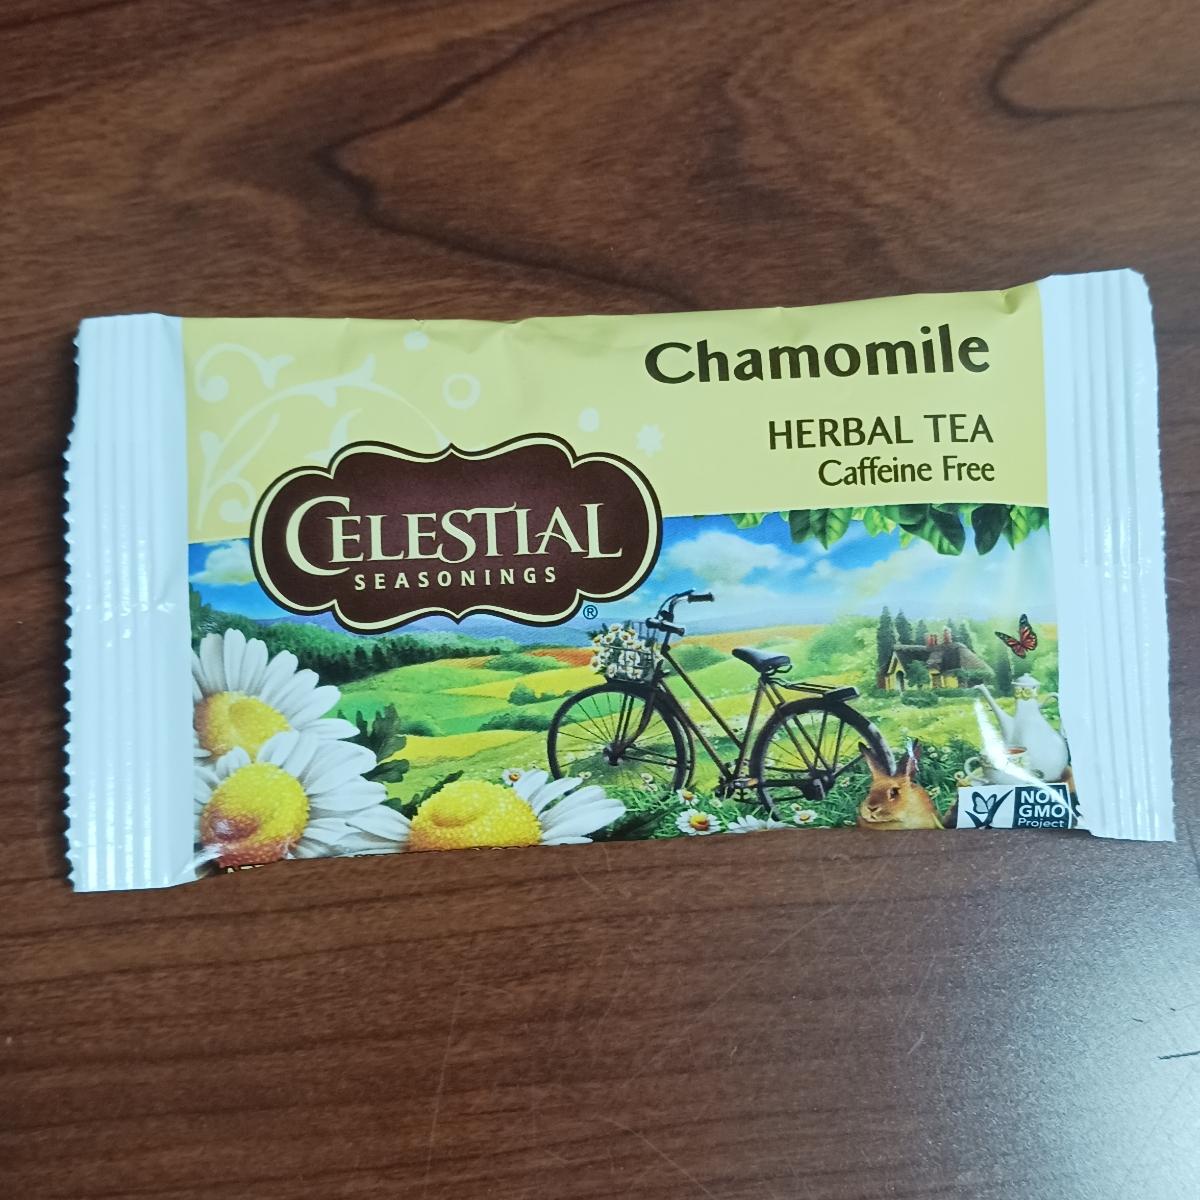 Chamomile
HERBAL TEA
Caffeine Free
CELESTIAL
SEASONINGS
®
NON
GMO
Project